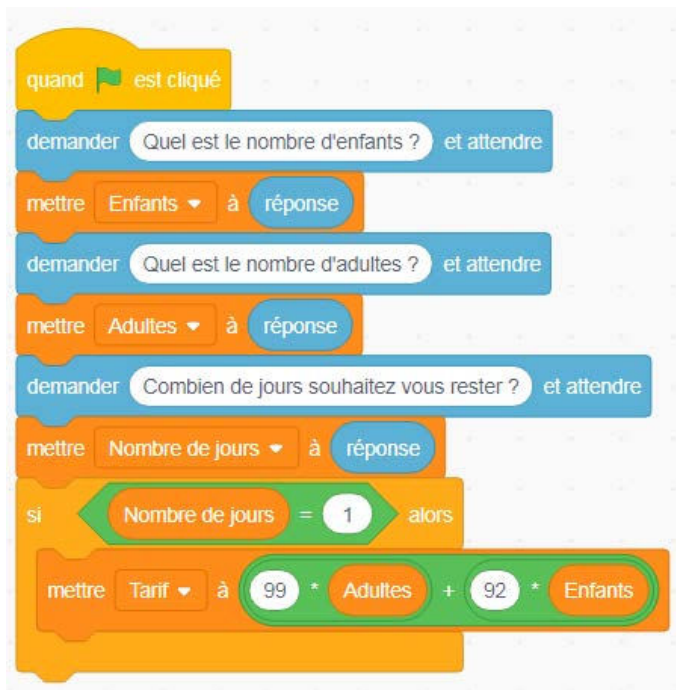 quand est cliqué
demander Quel est le nombre d'enfants ? et attendre
mettre Enfants à réponse
demander Quel est le nombre d'adultes ? et attendre
mettre Adultes à réponse
demander Combien de jours souhaitez vous rester ? et attendre
mettre Nombre de jours à réponse
si Nombre de jours = 1 alors
mettre Tarif à 99 * Adultes + 92 * Enfants